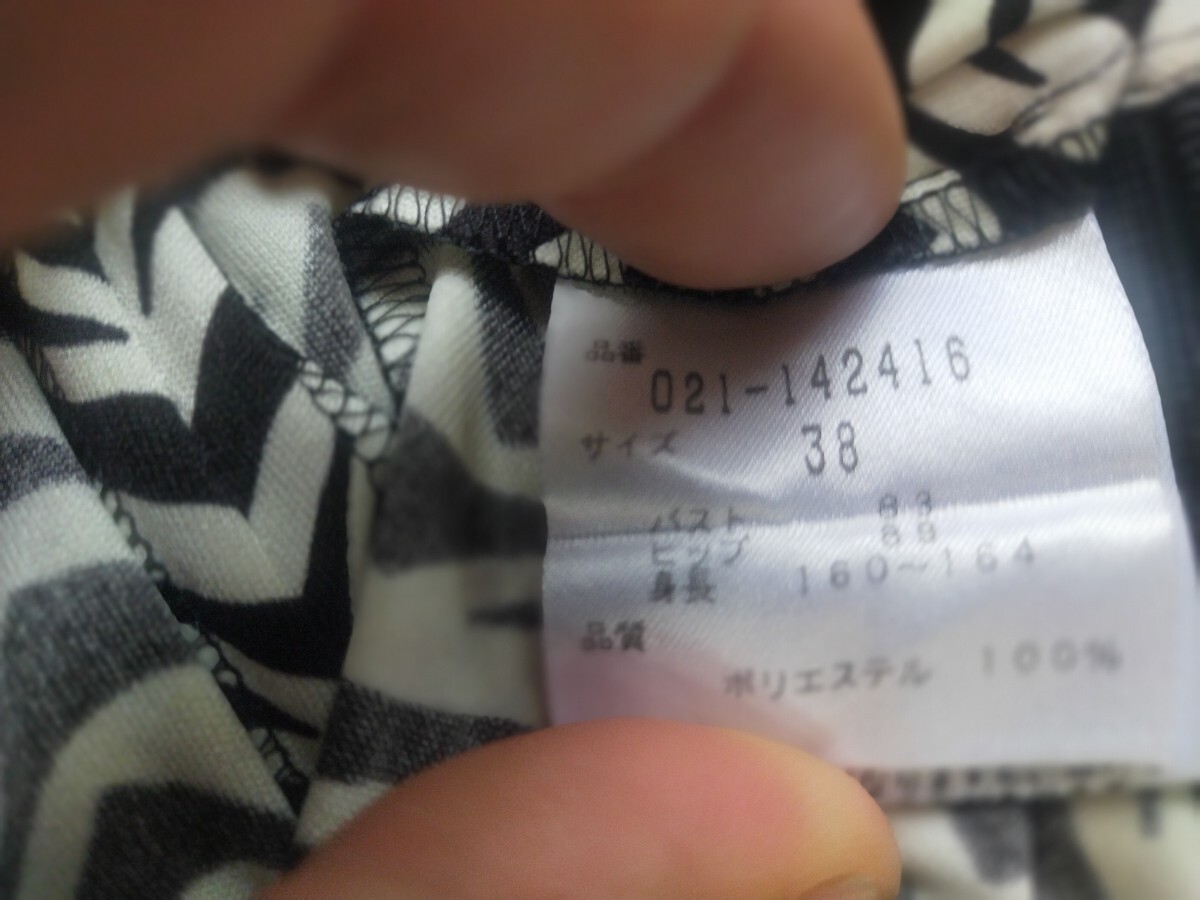 品番
021-142416
サイズ 38
バスト 83
ヒップ 88
身長 160~164
品質
ポリエステル 100%